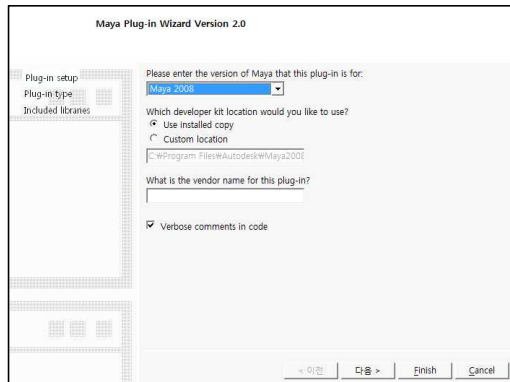 Maya Plug-in Wizard Version 2.0
Plug-in setup
Plug-in type
Included libraries
Please enter the version of Maya that this plug-in is for:
Maya 2008
Which developer kit location would you like to use?
Use installed copy
Custom location
C:₩Program Files₩Autodesk₩Maya2008
What is the vendor name for this plug-in?
Verbose comments in code
< 이전
다음 >
Finish
Cancel